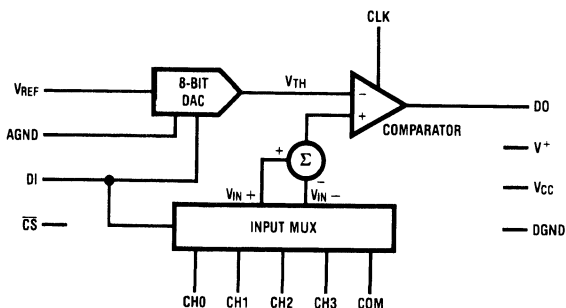 CLK
8-BIT
DAC
VREF
VTH
−
+
COMPARATOR
DO
AGND
V+
DI
+
Σ
−
VIN +
VIN −
VCC
CS
INPUT MUX
DGND
CH0
CH1
CH2
CH3
COM